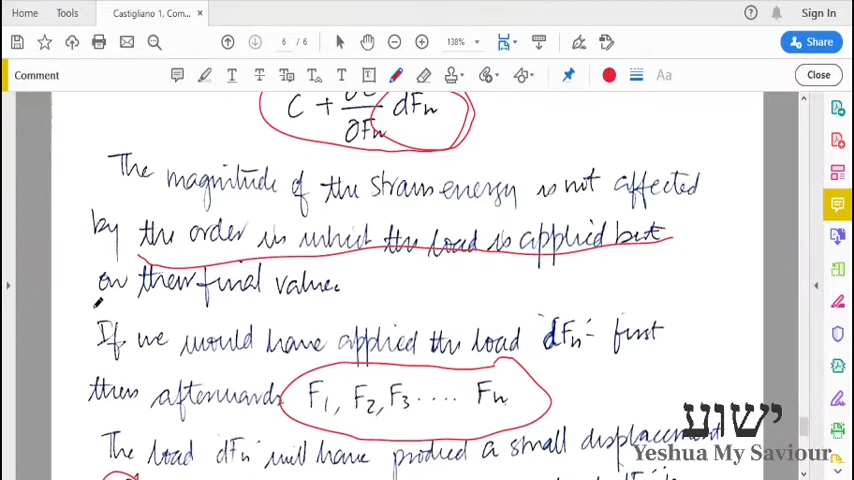 Home Tools Castigliano 1, Com... × Sign In
6 / 6 138% Share
Comment Aa Close
C + ∂C/∂Fn dFn
The magnitude of the strain energy is not affected
by the order in which the load is applied but
on their final value.
If we would have applied the load dFn - first
then afterwards F1, F2, F3 .... Fn
ישוע
The load dFn will have produced a small displacement
Yeshua My Saviour